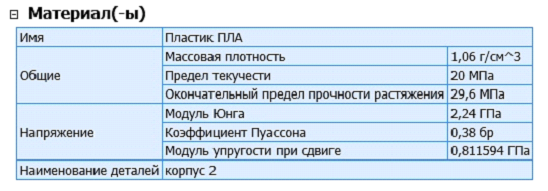 Материал(-ы)
Имя Пластик ПЛА
Общие Массовая плотность 1,06 г/см^3
Предел текучести 20 МПа
Окончательный предел прочности растяжения 29,6 МПа
Напряжение Модуль Юнга 2,24 ГПа
Коэффициент Пуассона 0,38 бр
Модуль упругости при сдвиге 0,811594 ГПа
Наименование деталей корпус 2